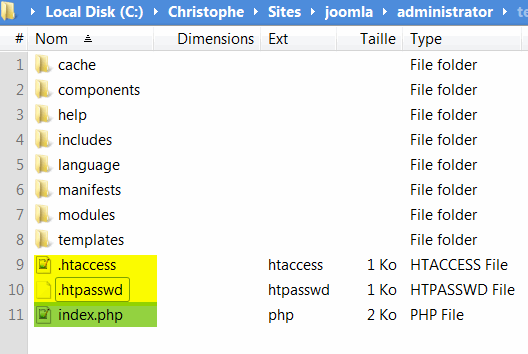 Local Disk (C:) Christophe Sites joomla administrator te
# Nom Dimensions Ext Taille Type
1 cache File folder
2 components File folder
3 help File folder
4 includes File folder
5 language File folder
6 manifests File folder
7 modules File folder
8 templates File folder
9 .htaccess htaccess 1 Ko HTACCESS File
10 .htpasswd htpasswd 1 Ko HTPASSWD File
11 index.php php 2 Ko PHP File